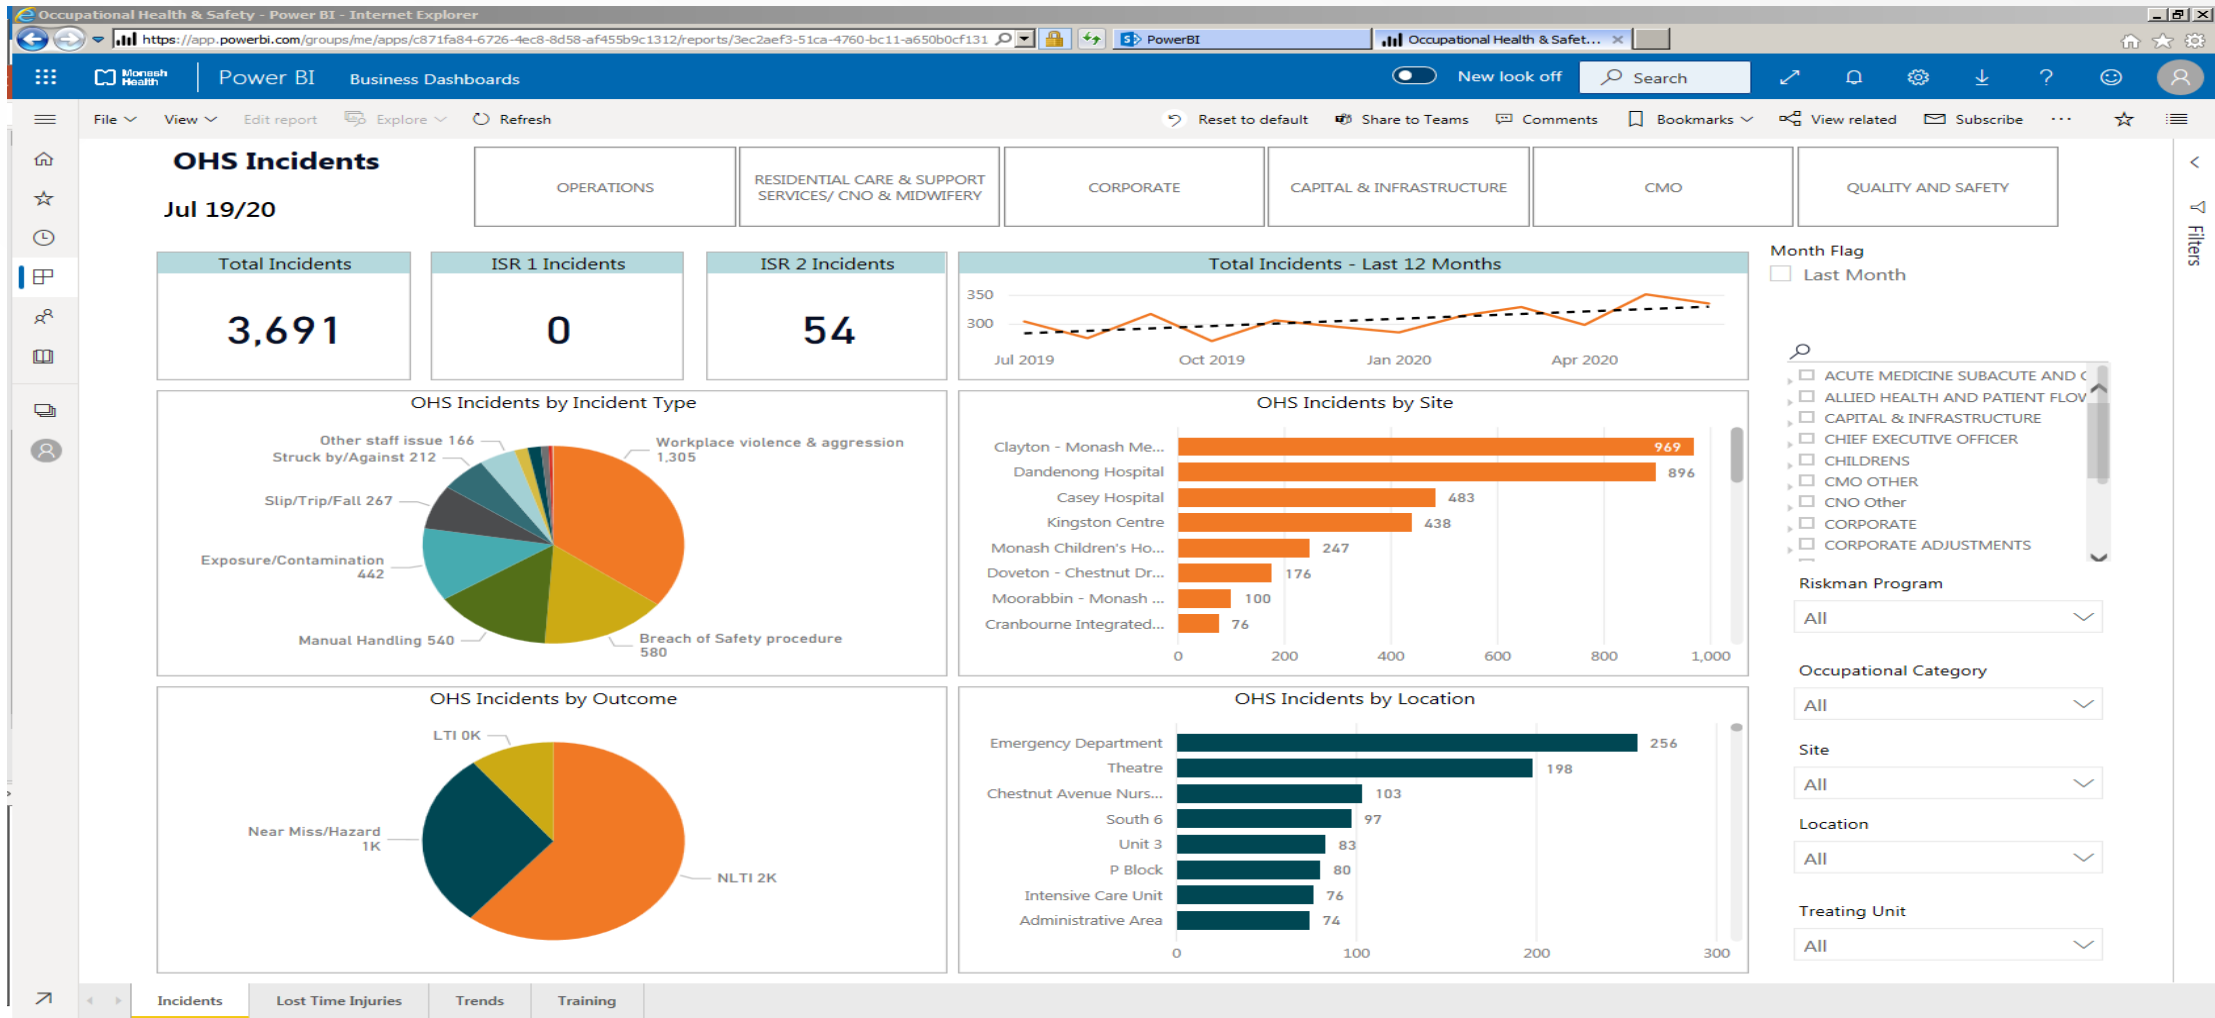 Occupational Health & Safety - Power BI - Internet Explorer
https://app.powerbi.com/groups/me/apps/c871fa84-6726-4ec8-8d58-af455b9c1312/reports/3ec2aef3-51ca-4760-bc11-a650b0cf131
PowerBI
Occupational Health & Safet...
Monash Health
Power BI
Business Dashboards
New look off
Search
File
View
Edit report
Explore
Refresh
Reset to default
Share to Teams
Comments
Bookmarks
View related
Subscribe
OHS Incidents
Jul 19/20
OPERATIONS
RESIDENTIAL CARE & SUPPORT
SERVICES/ CNO & MIDWIFERY
CORPORATE
CAPITAL & INFRASTRUCTURE
CMO
QUALITY AND SAFETY
Filters
Total Incidents
3,691
ISR 1 Incidents
0
ISR 2 Incidents
54
Total Incidents - Last 12 Months
350
300
Jul 2019
Oct 2019
Jan 2020
Apr 2020
Month Flag
Last Month
OHS Incidents by Incident Type
Other staff issue 166
Struck by/Against 212
Slip/Trip/Fall 267
Exposure/Contamination
442
Manual Handling 540
Workplace violence & aggression
1,305
Breach of Safety procedure
580
OHS Incidents by Site
Clayton - Monash Me... 969
Dandenong Hospital 896
Casey Hospital 483
Kingston Centre 438
Monash Children's Ho... 247
Doveton - Chestnut Dr... 176
Moorabbin - Monash ... 100
Cranbourne Integrated... 76
0 200 400 600 800 1,000
ACUTE MEDICINE SUBACUTE AND
ALLIED HEALTH AND PATIENT FLOW
CAPITAL & INFRASTRUCTURE
CHIEF EXECUTIVE OFFICER
CHILDRENS
CMO OTHER
CNO Other
CORPORATE
CORPORATE ADJUSTMENTS
Riskman Program
All
Occupational Category
All
Site
All
Location
All
Treating Unit
All
OHS Incidents by Outcome
LTI 0K
Near Miss/Hazard
1K
NLTI 2K
OHS Incidents by Location
Emergency Department 256
Theatre 198
Chestnut Avenue Nurs... 103
South 6 97
Unit 3 83
P Block 80
Intensive Care Unit 76
Administrative Area 74
0 100 200 300
Incidents
Lost Time Injuries
Trends
Training